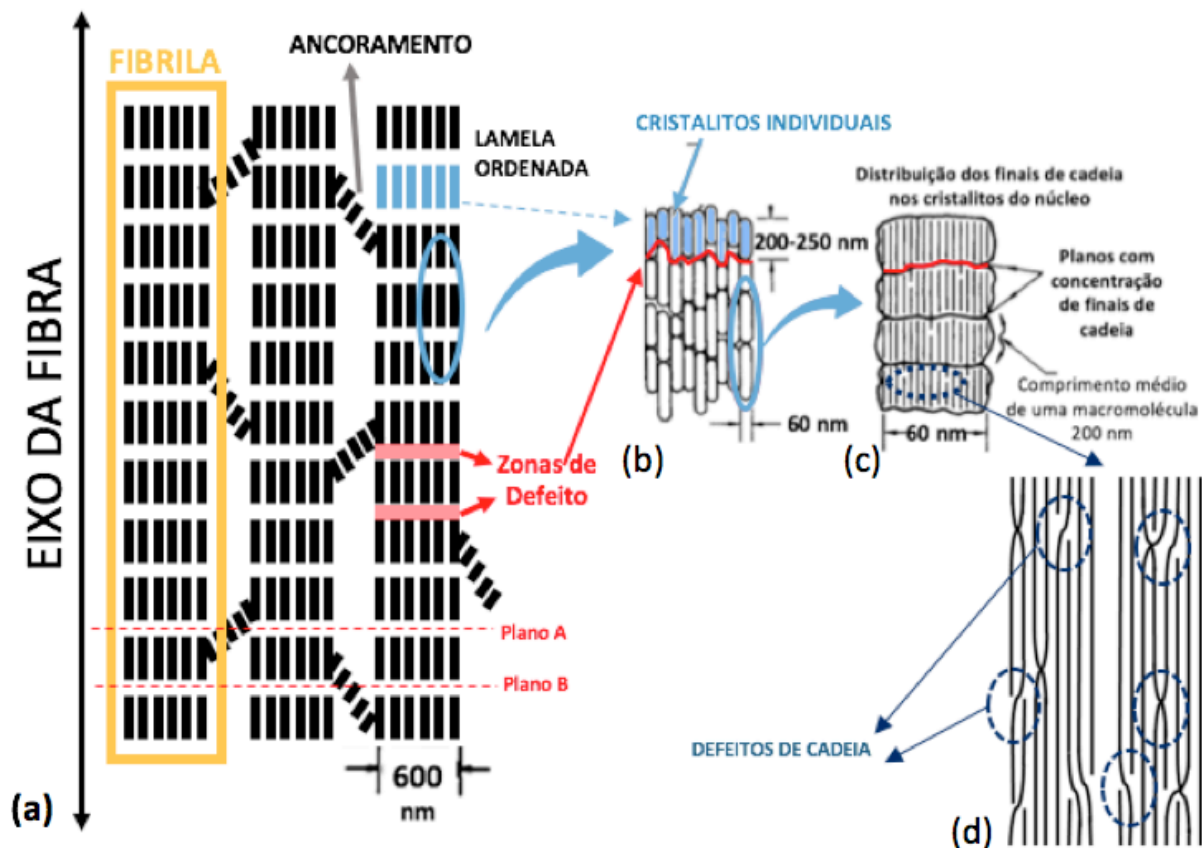 EIXO DA FIBRA
FIBRILA
ANCORAMENTO
LAMELA
ORDENADA
CRISTALITOS INDIVIDUAIS
200-250 nm
60 nm
(b)
Distribuição dos finais de cadeia
nos cristalitos do núcleo
Planos com
concentração
de finais de
cadeia
Comprimento médio
de uma macromolécula
200 nm
60 nm
(c)
Zonas de
Defeito
Plano A
Plano B
600
nm
(a)
DEFEITOS DE CADEIA
(d)